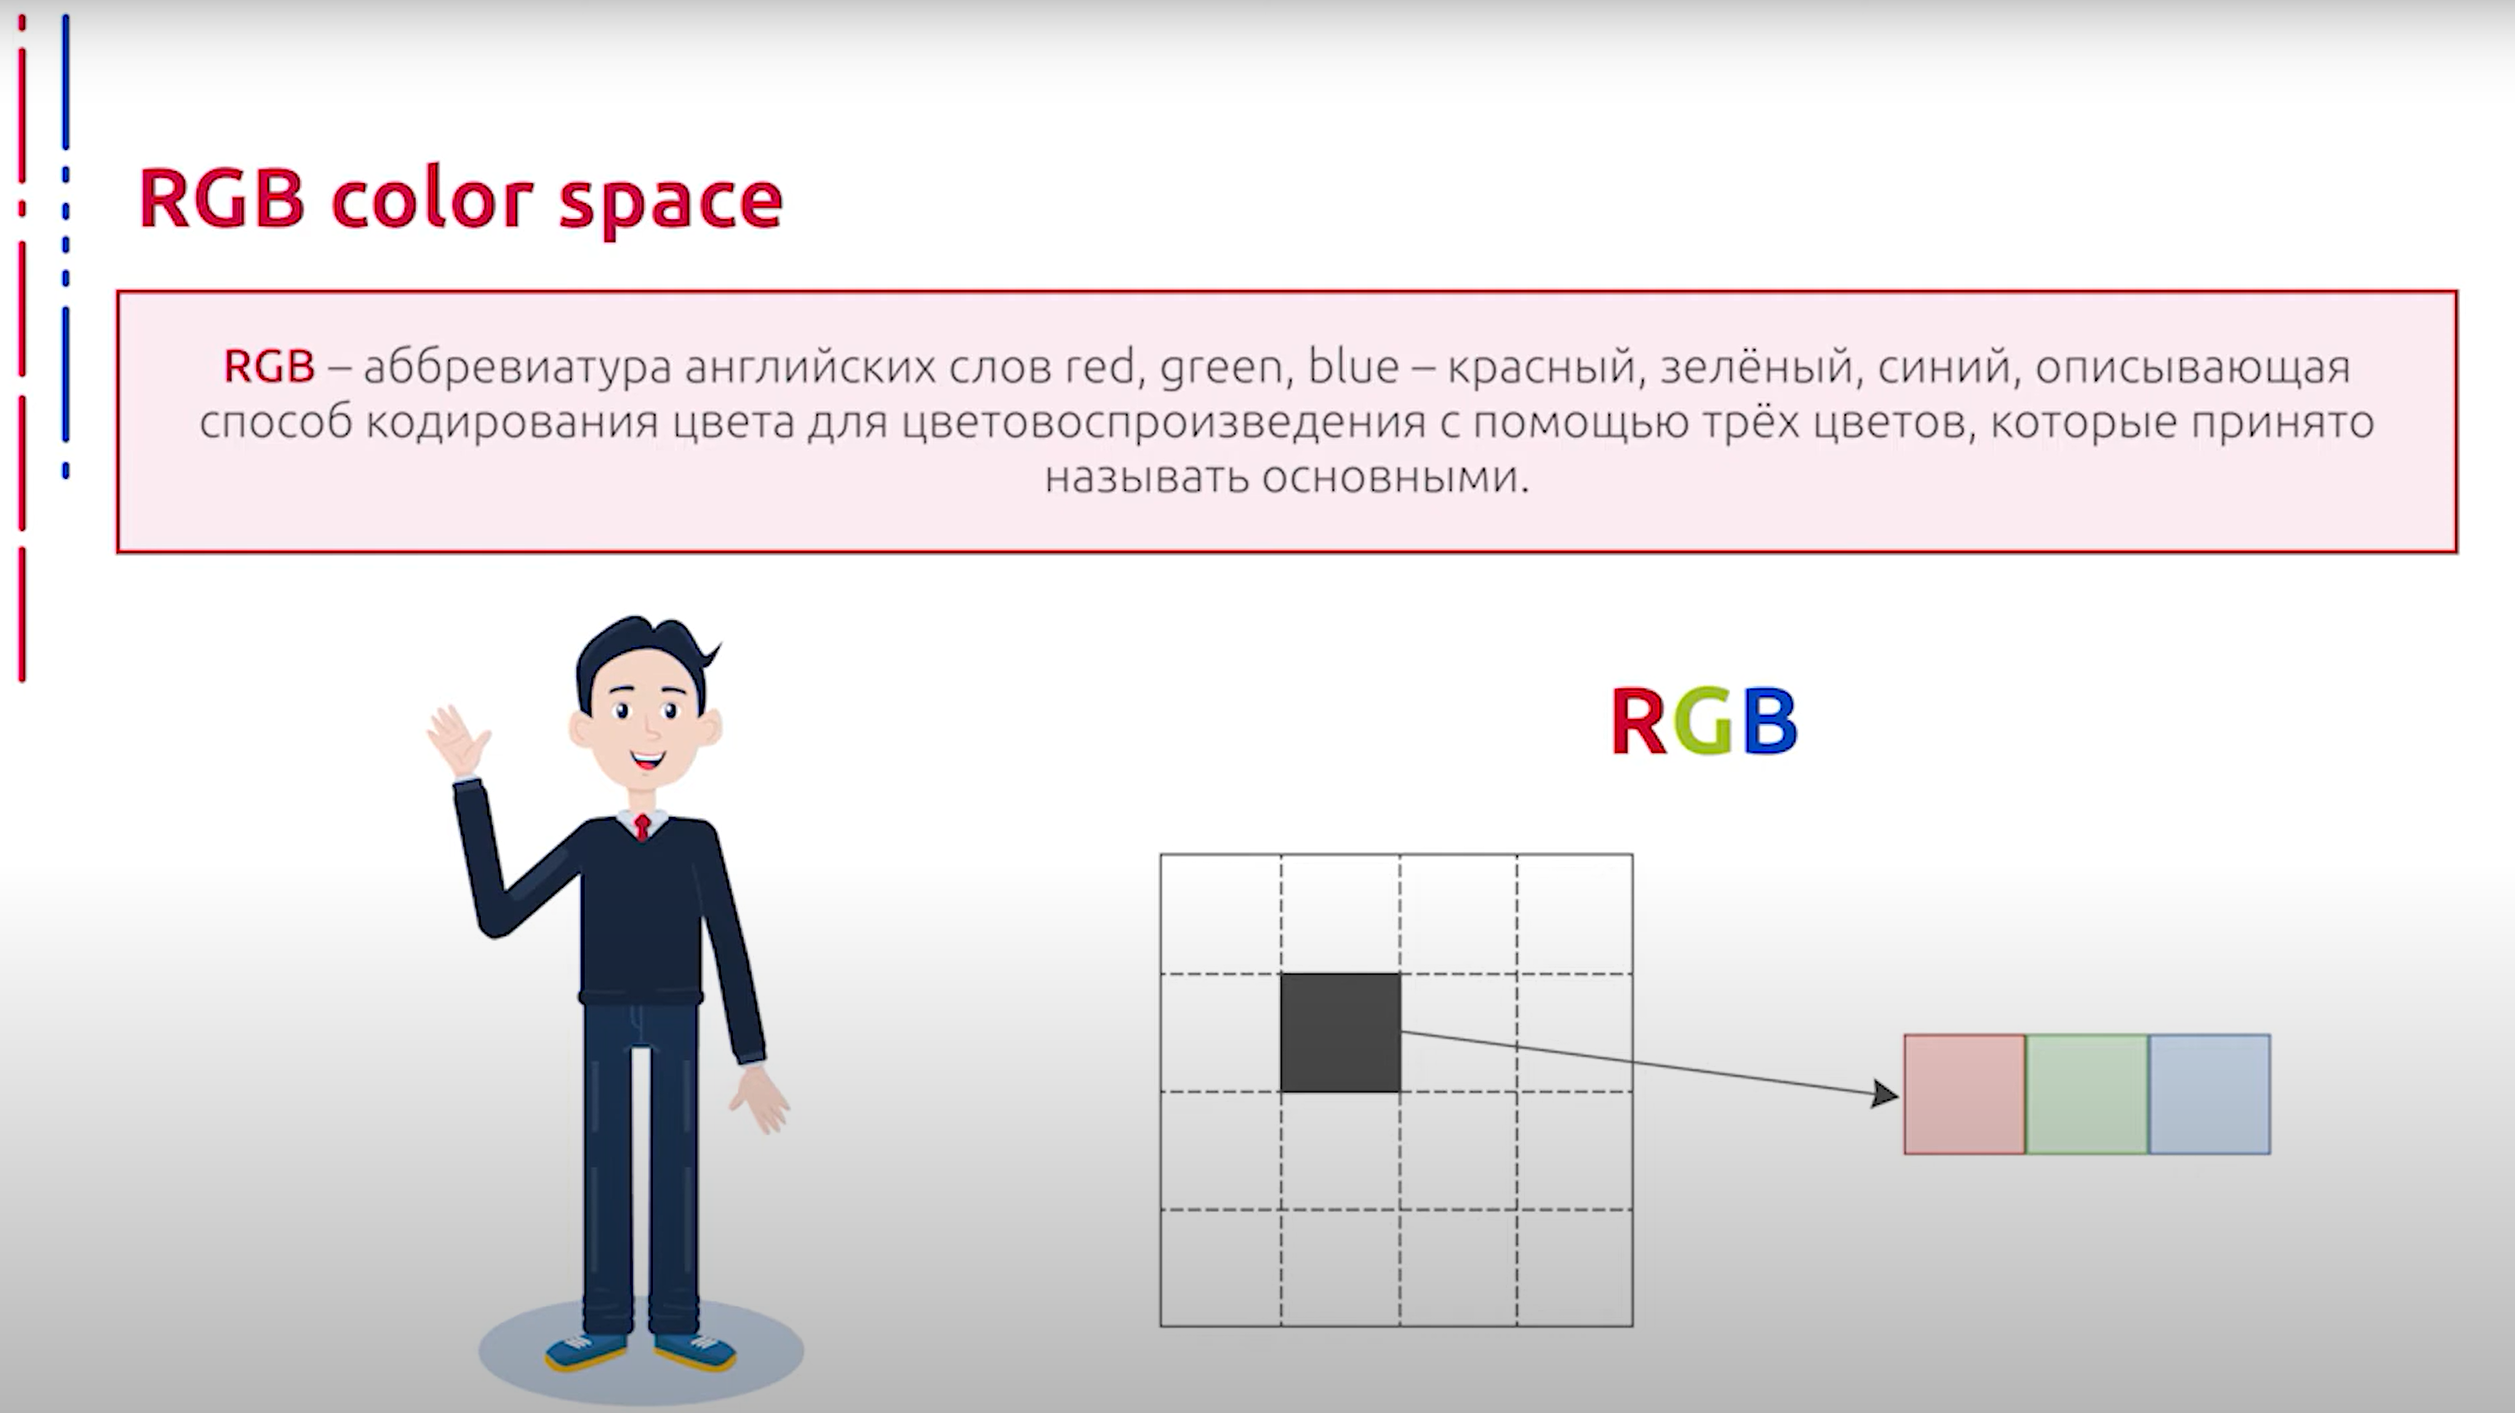 RGB color space
RGB – аббревиатура английских слов red, green, blue – красный, зелёный, синий, описывающая
способ кодирования цвета для цветовоспроизведения с помощью трёх цветов, которые принято
называть основными.
RGB